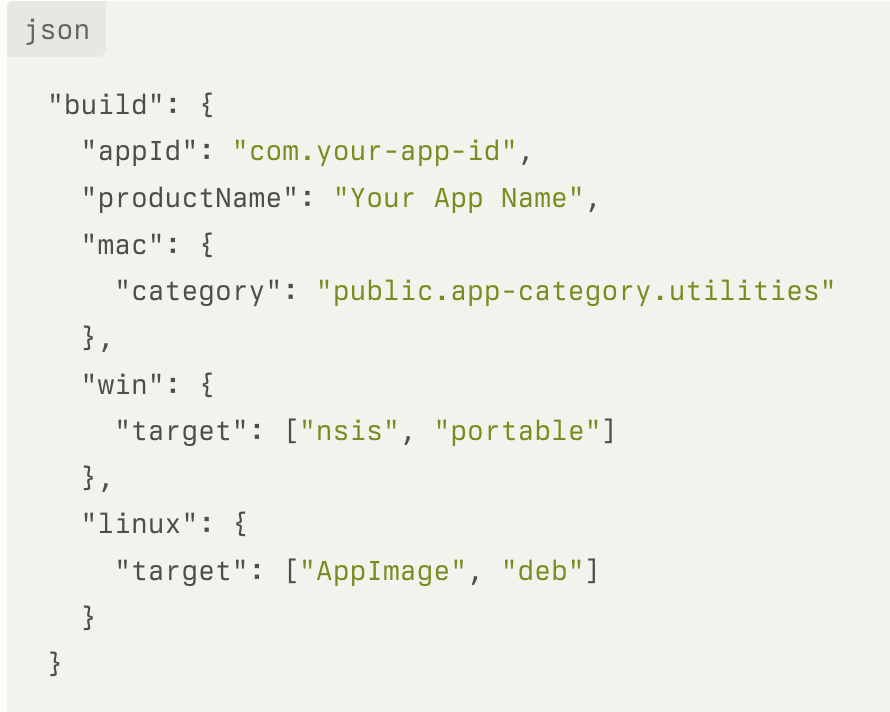 json
"build": {
"appId": "com.your-app-id",
"productName": "Your App Name",
"mac": {
"category": "public.app-category.utilities"
},
"win": {
"target": ["nsis", "portable"]
},
"linux": {
"target": ["AppImage", "deb"]
}
}